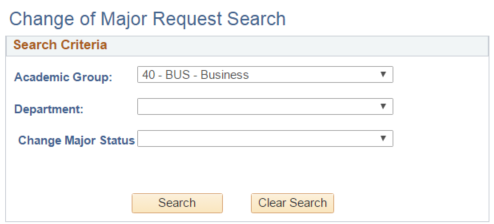 Change of Major Request Search
Search Criteria
Academic Group: 40 - BUS - Business
Department:
Change Major Status
Search Clear Search